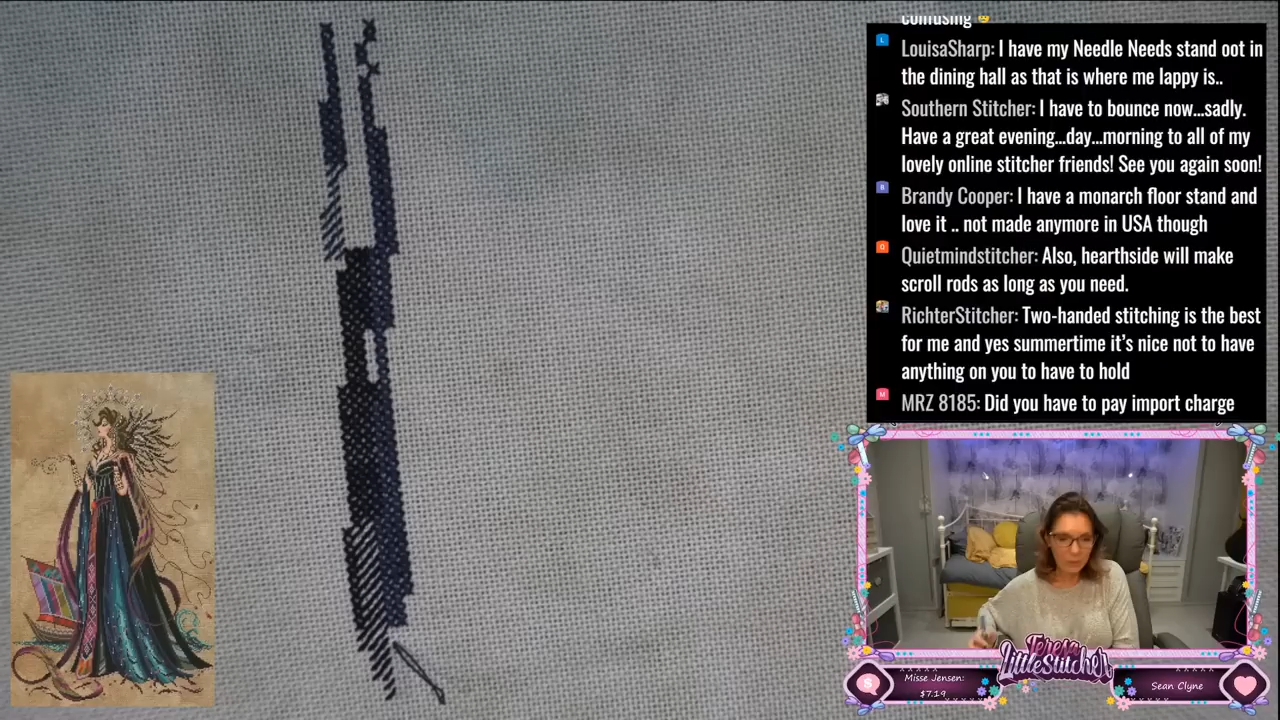 confusing
LouisaSharp: I have my Needle Needs stand oot in
the dining hall as that is where me lappy is..
Southern Stitcher: I have to bounce now...sadly.
Have a great evening...day...morning to all of my
lovely online stitcher friends! See you again soon!
Brandy Cooper: I have a monarch floor stand and
love it .. not made anymore in USA though
Quietmindstitcher: Also, hearthside will make
scroll rods as long as you need.
RichterStitcher: Two-handed stitching is the best
for me and yes summertime it's nice not to have
anything on you to have to hold
MRZ 8185: Did you have to pay import charge
Teresa
LittleStitcher
Misse Jensen:
$7.19
Sean Clyne